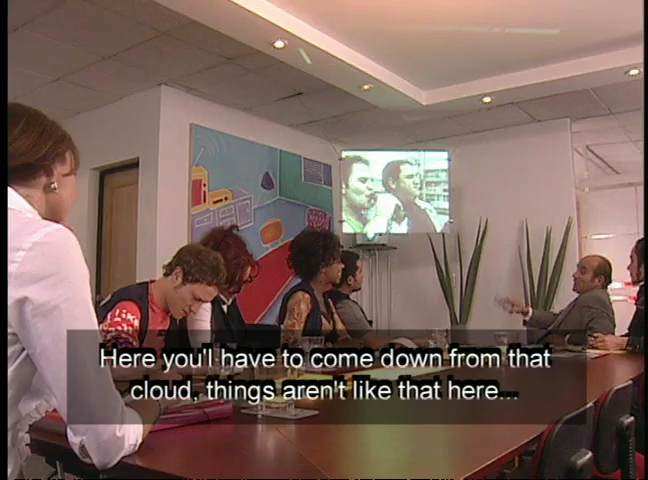 Here you'll have to come down from that
cloud, things aren't like that here...